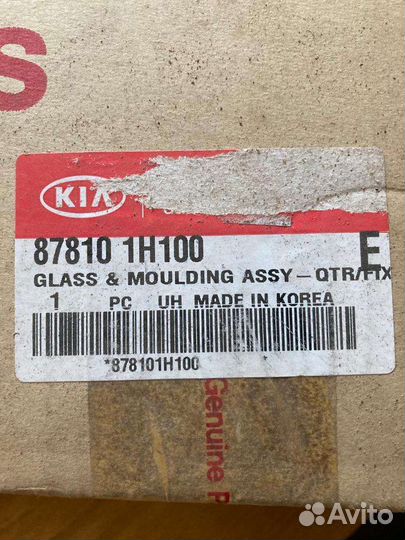 S
KIA
87810 1H100
E
GLASS & MOULDING ASSY-QTR/FIX
1 PC UH MADE IN KOREA
*878101H100
Genuine P
Avito